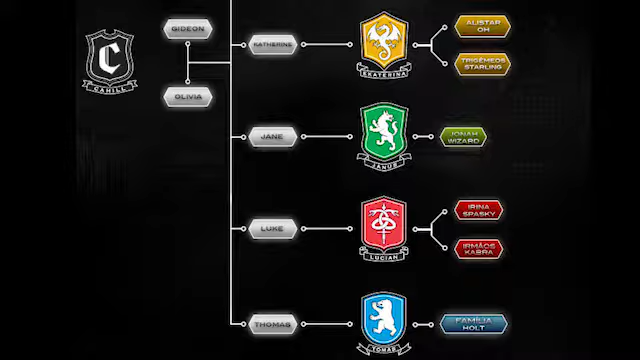 GIDEON
C
CAHILL
OLIVIA
KATHERINE
EKATERINA
ALISTAR
OH
TRIGÊMEOS
STARLING
JANE
JANUS
JONAH
WIZARD
LUKE
LUCIAN
IRINA
SPASKY
IRMÃOS
KABRA
THOMAS
TOMAS
FAMÍLIA
HOLT